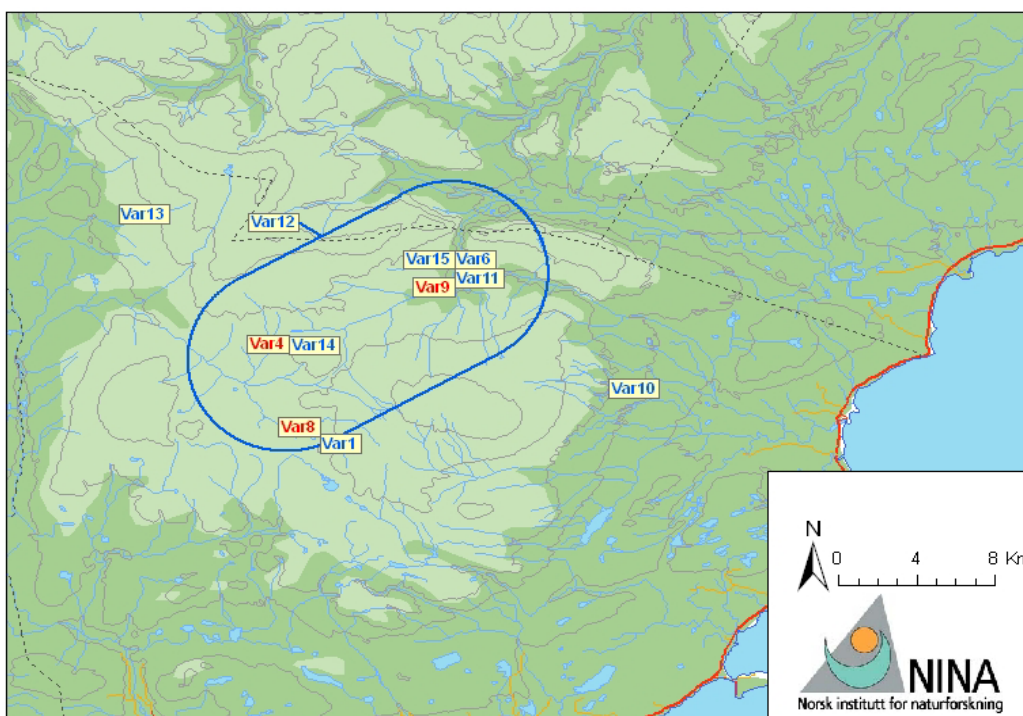 Var13
Var12
Var15 Var6
Var11
Var9
Var4 Var14
Var10
Var8
Var1
N
0 4 8 Km
NINA
Norsk institutt for naturforskning